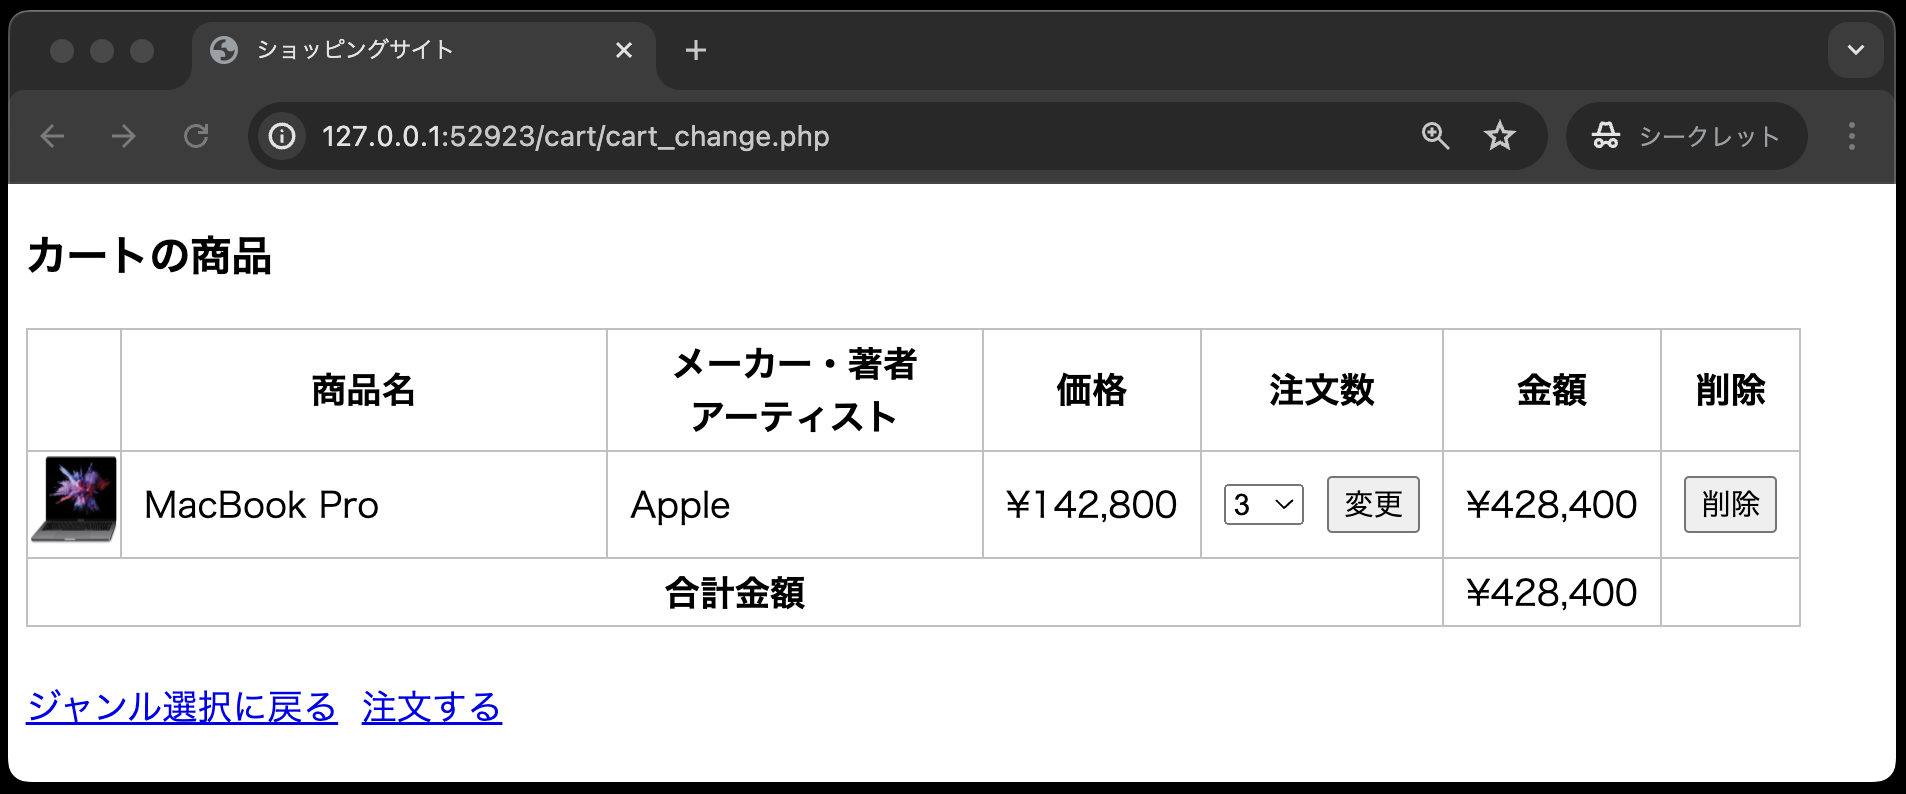 ショッピングサイト
127.0.0.1:52923/cart/cart_change.php
シークレット
カートの商品
商品名
メーカー・著者
アーティスト
価格
注文数
金額
削除
MacBook Pro
Apple
¥142,800
3
変更
¥428,400
削除
合計金額
¥428,400
ジャンル選択に戻る 注文する